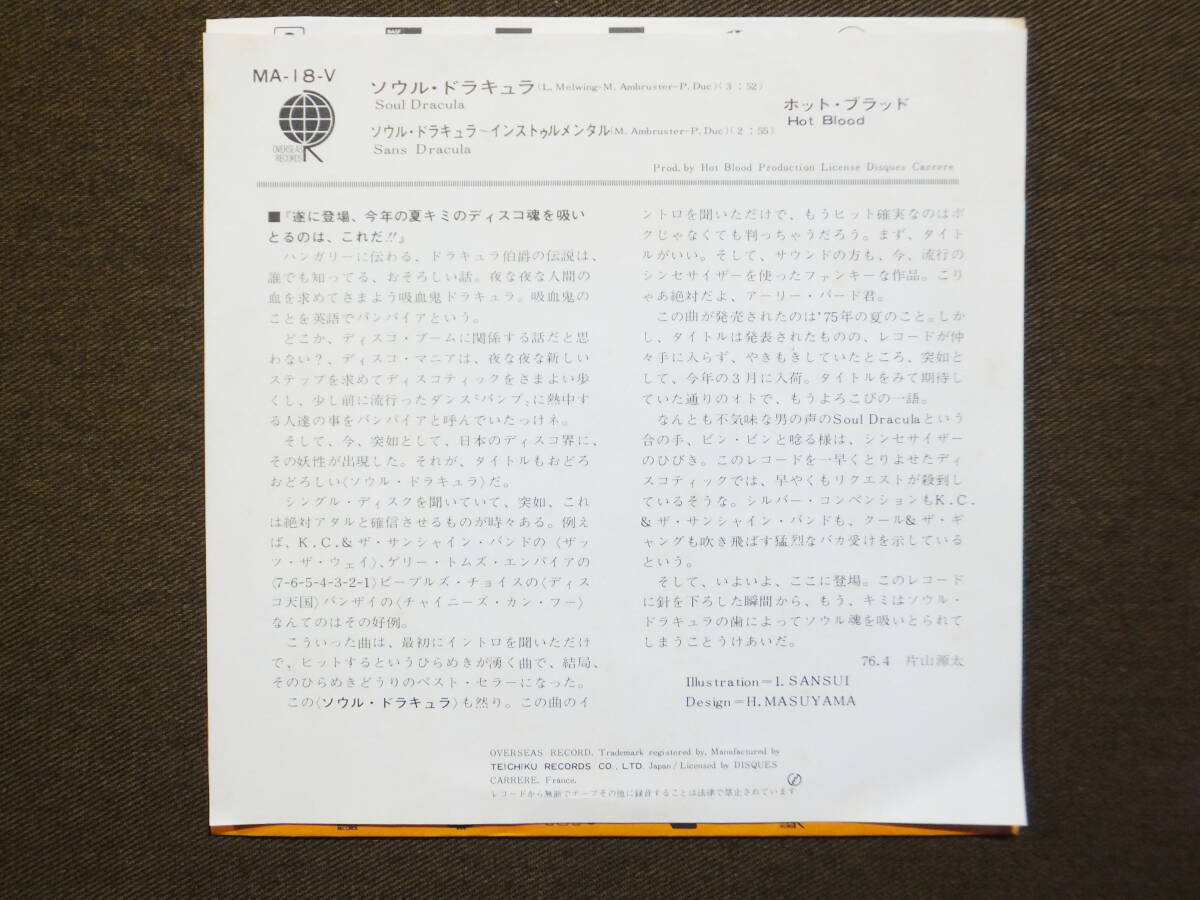 MA-18-V
OVERSEAS
RECORDS
ソウル・ドラキュラ(L. Melwing-M. Ambruster-P. Duc)(3:52)
Soul Dracula
ソウル・ドラキュラ〜インストゥルメンタル(M. Ambruster-P. Duc)(2:55)
Sans Dracula
ホット・ブラッド
Hot Blood
Prod. by Hot Blood Production License Disques Carrere
■『遂に登場、今年の夏キミのディスコ魂を吸い
とるのは、これだ!!』
ハンガリーに伝わる、ドラキュラ伯爵の伝説は、
誰でも知ってる、おそろしい話。夜な夜な人間の
血を求めてさまよう吸血鬼ドラキュラ。吸血鬼の
ことを英語でバンパイアという。
どこか、ディスコ・ブームに関係する話だと思
わない?、ディスコ・マニアは、夜な夜な新しい
ステップを求めてディスコティックをさまよい歩
くし、少し前に流行ったダンス《バンプ》に熱中す
る人達の事をバンパイアと呼んでいたっけネ。
そして、今、突如として、日本のディスコ界に、
その妖性が出現した。それが、タイトルもおどろ
おどろしい〈ソウル・ドラキュラ〉だ。
シングル・ディスクを聞いていて、突如、これ
は絶対アタルと確信させるものが時々ある。例え
ば、K.C.&ザ・サンシャイン・バンドの〈ザッ
ツ・ザ・ウェイ〉、ゲリー・トムズ・エンパイアの
〈7-6-5-4-3-2-1〉ピープルズ・チョイスの〈ディス
コ天国〉バンザイの〈チャイニーズ・カン・フー〉
なんてのはその好例。
こういった曲は、最初にイントロを聞いただけ
で、ヒットするというひらめきが湧く曲で、結局、
そのひらめきどうりのベスト・セラーになった。
この〈ソウル・ドラキュラ〉も然り。この曲のイ
ントロを聞いただけで、もうヒット確実なのはボ
クじゃなくても判っちゃうだろう。まず、タイト
ルがいい。そして、サウンドの方も、今、流行の
シンセサイザーを使ったファンキーな作品。こり
ゃあ絶対だよ、アーリー・バード君。
この曲が発売されたのは'75年の夏のこと。しか
し、タイトルは発表されたものの、レコードが仲
々手に入らず、やきもきしていたところ、突如と
して、今年の3月に入荷。タイトルをみて期待し
ていた通りのオトで、もうよろこびの一語。
なんとも不気味な男の声のSoul Draculaという
合の手、ビン・ビンと唸る様は、シンセサイザー
のひびき。このレコードを一早くとりよせたディ
スコティックでは、早やくもリクエストが殺到し
ているそうな。シルバー・コンベンションもK.C.
&ザ・サンシャイン・バンドも、クール&ザ・ギ
ャングも吹き飛ばす猛烈なバカ受けを示している
という。
そして、いよいよ、ここに登場。このレコード
に針を下ろした瞬間から、もう、キミはソウル・
ドラキュラの歯によってソウル魂を吸いとられて
しまうことうけあいだ。
76.4 片山源太
Illustration=I. SANSUI
Design=H. MASUYAMA
OVERSEAS RECORD. Trademark registered by, Manufactured by
TEICHIKU RECORDS CO., LTD. Japan/Licensed by DISQUES
CARRERE. France.
レコードから無断でテープその他に録音することは法律で禁止されています